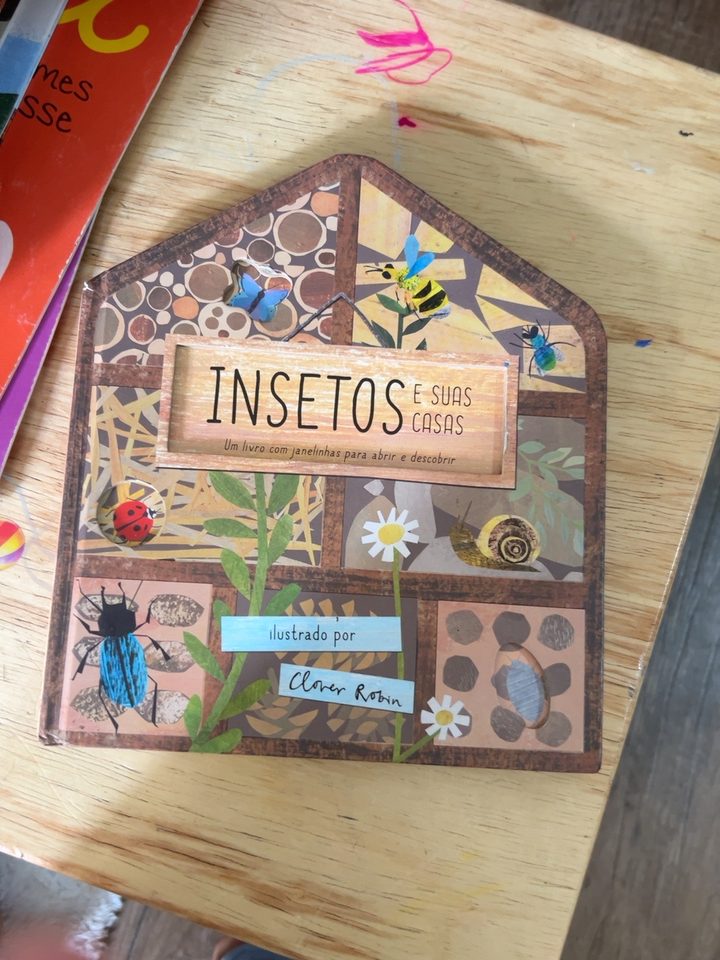 mes
sse
INSETOS E SUAS
CASAS
Um livro com janelinhas para abrir e descobrir
ilustrado por
Clover Robin